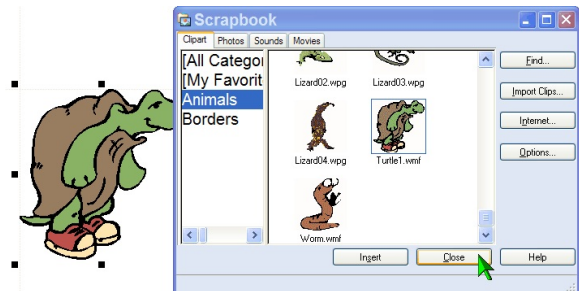 Scrapbook
Clipart Photos Sounds Movies
[All Categor
[My Favorit
Animals
Borders
Lizard02.wpg Lizard03.wpg
Lizard04.wpg Turtle1.wmf
Worm.wmf
Find...
Import Clips...
Internet...
Options...
Insert Close Help